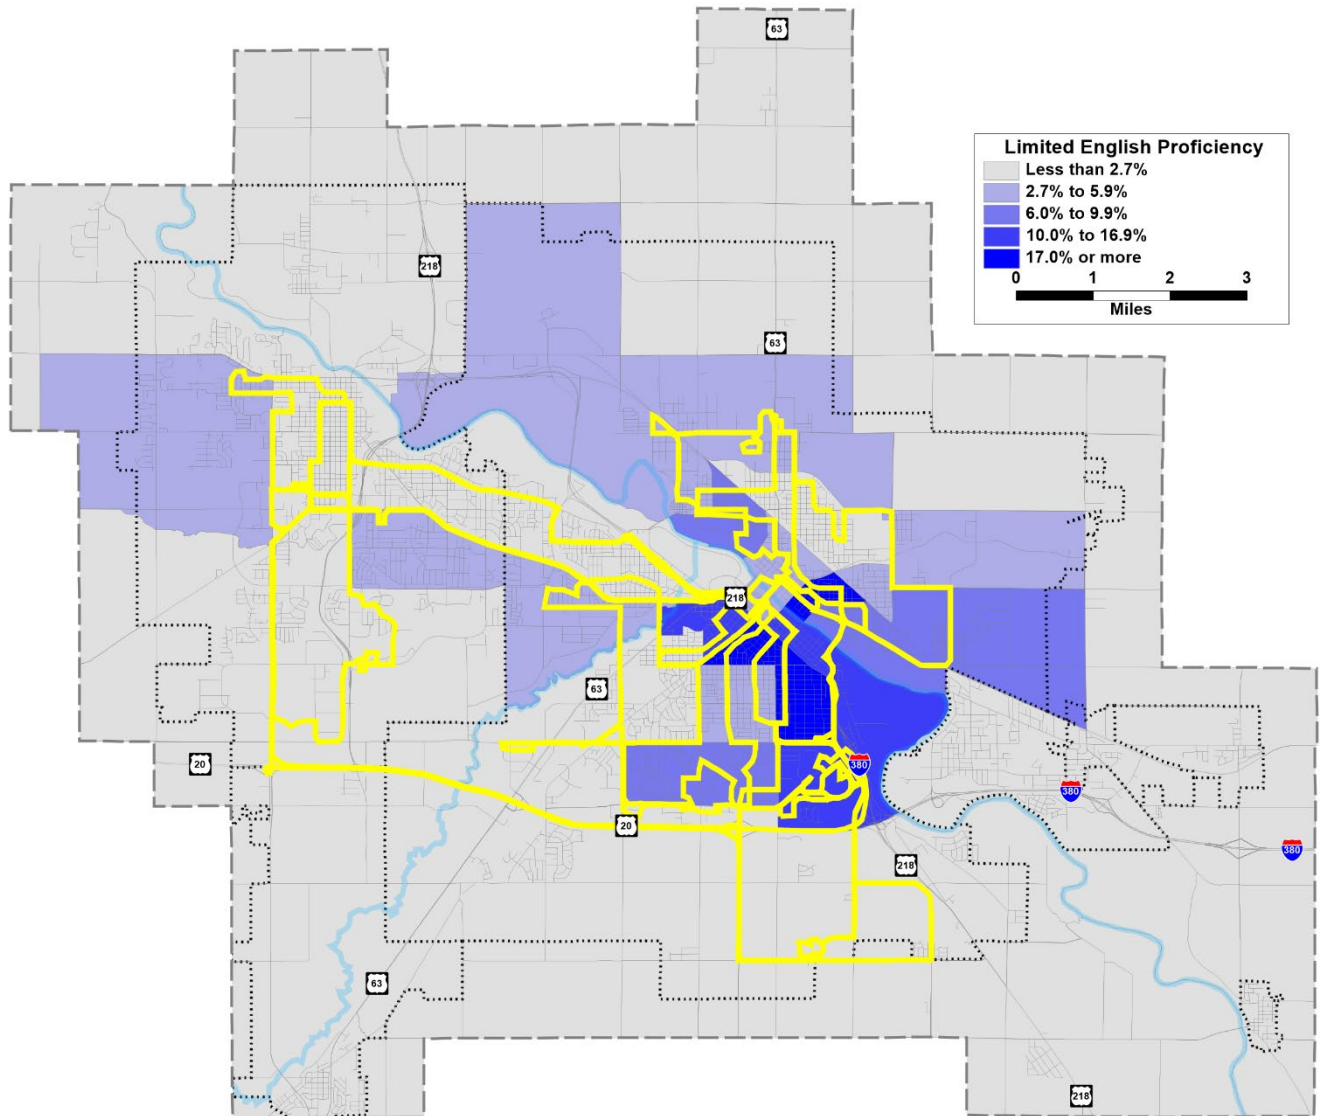 63
Limited English Proficiency
Less than 2.7%
2.7% to 5.9%
6.0% to 9.9%
10.0% to 16.9%
17.0% or more
0 1 2 3
Miles
218
63
218
63
20
380
380
20
380
218
63
218